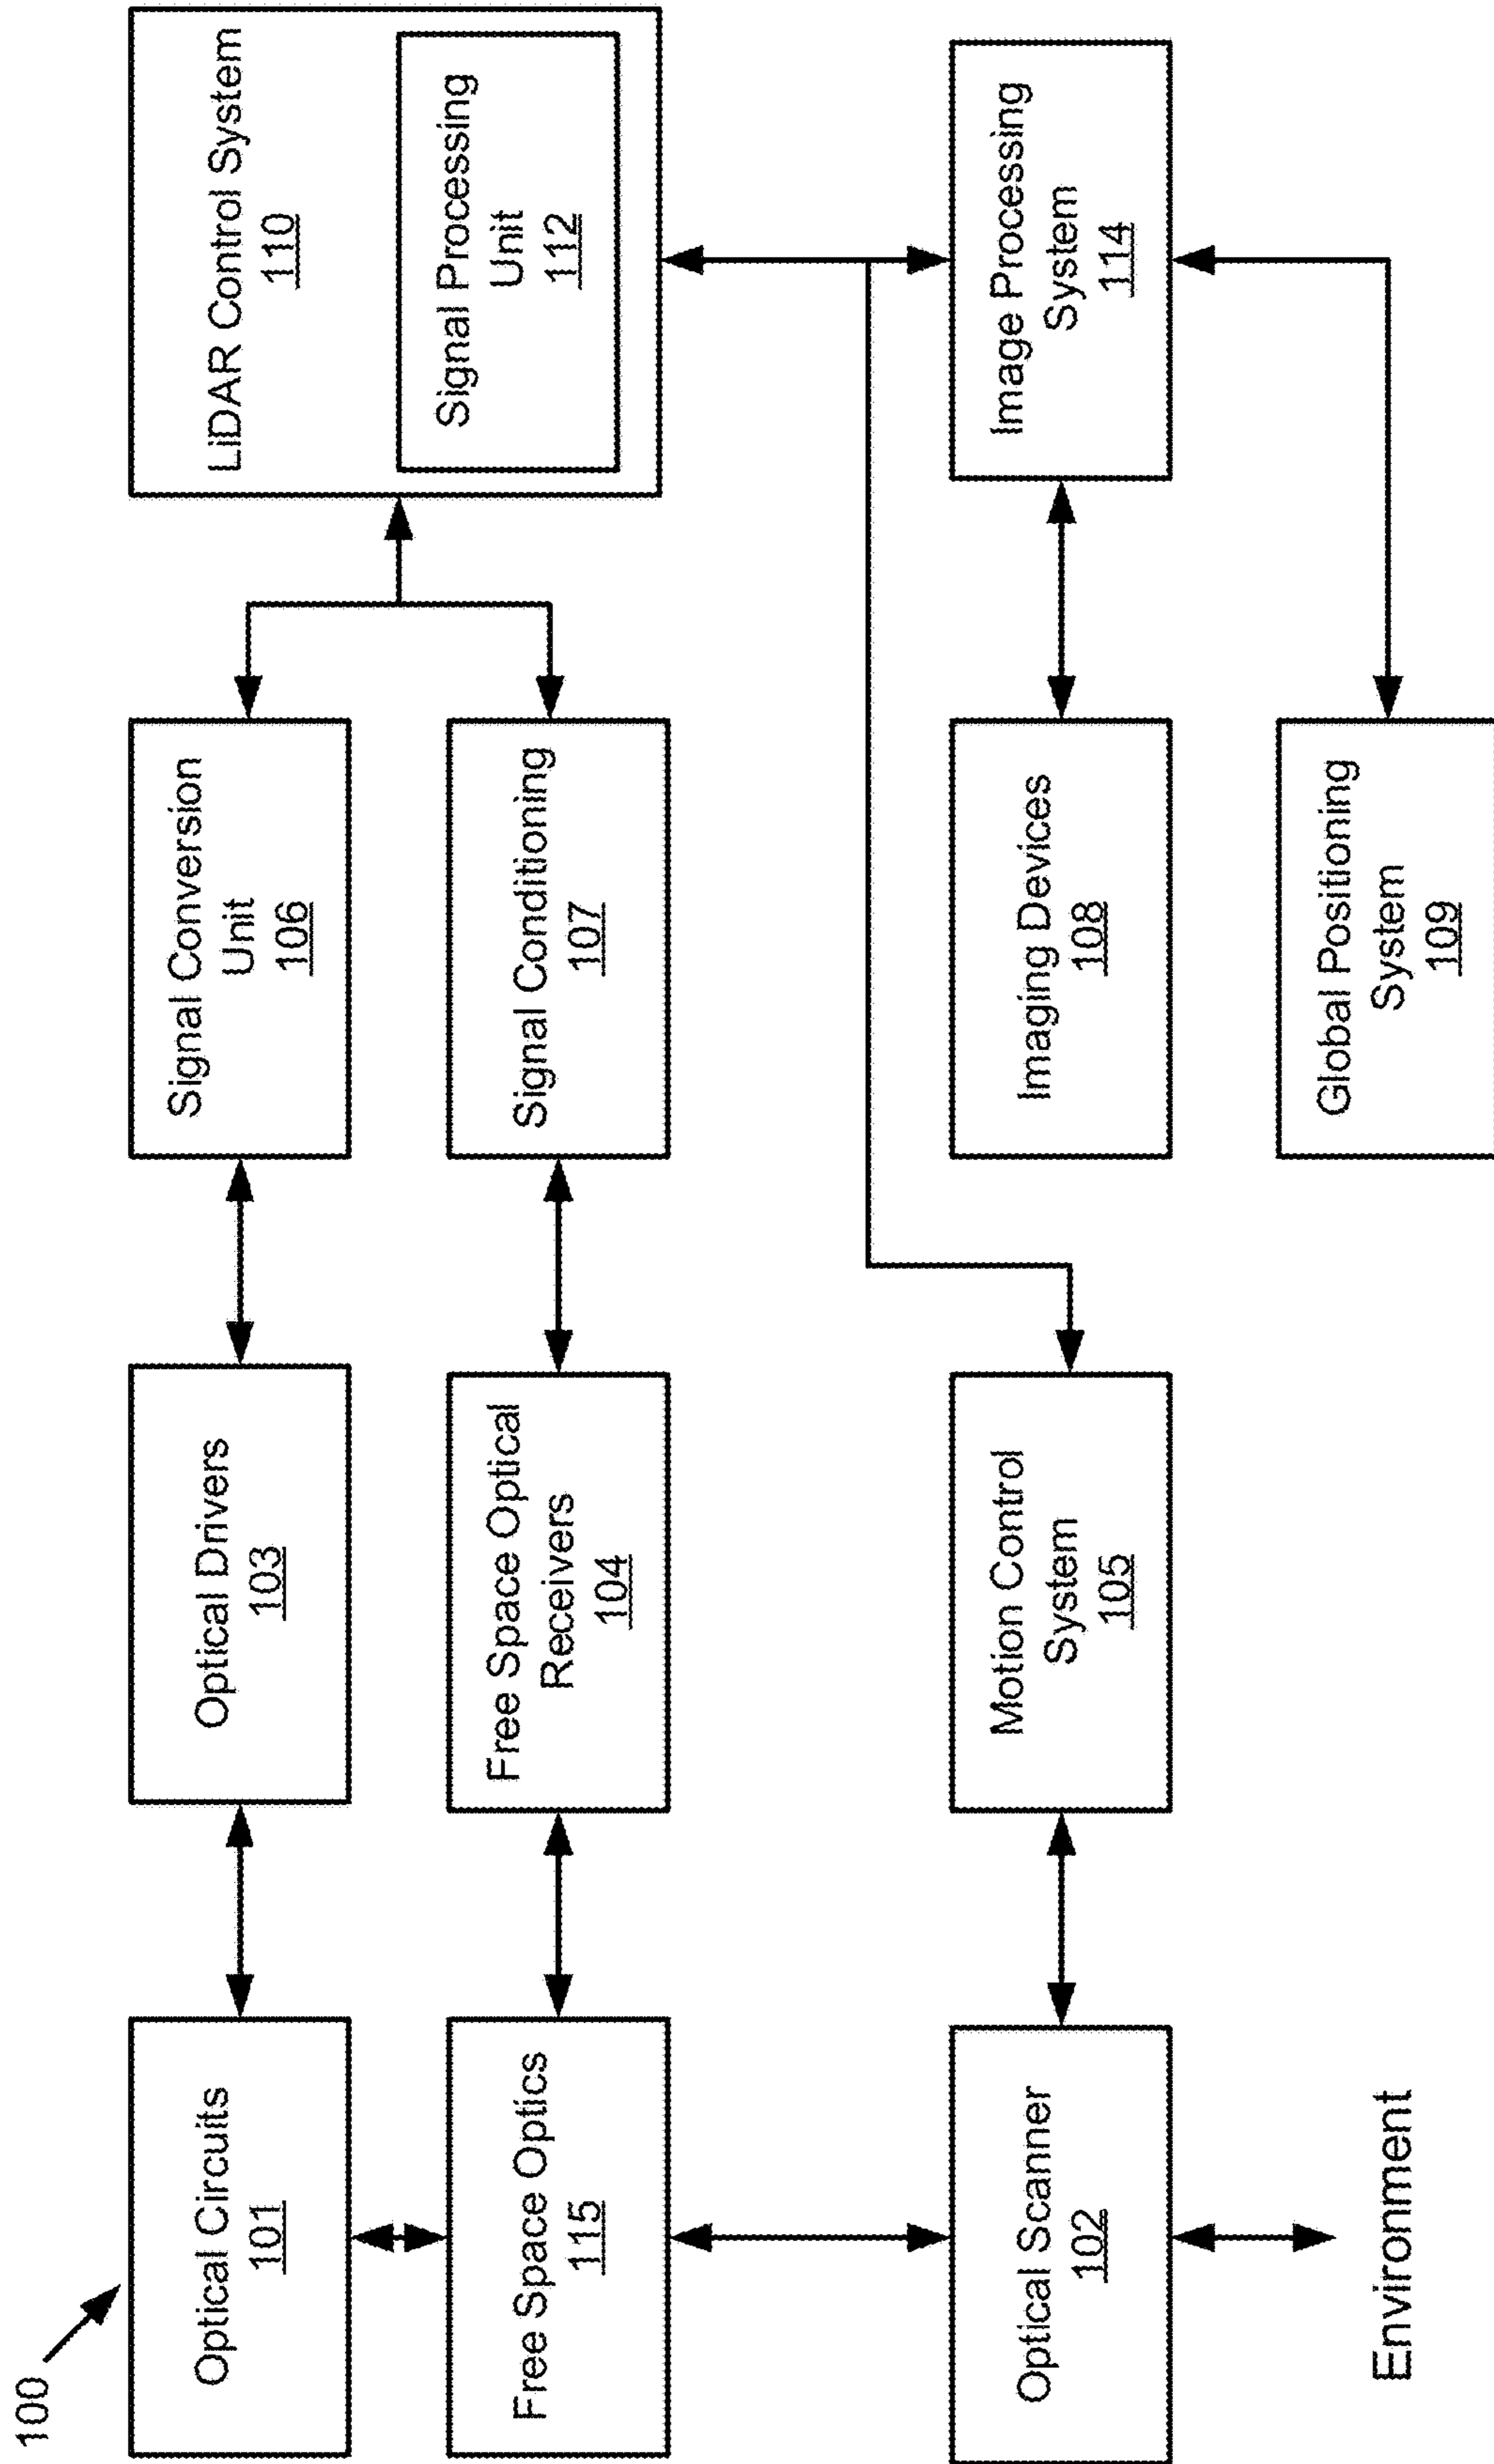 100
Optical Circuits
101
Optical Drivers
103
Signal Conversion
Unit
106
LiDAR Control System
110
Signal Processing
Unit
112
Free Space Optics
115
Free Space Optical
Receivers
104
Signal Conditioning
107
Optical Scanner
102
Motion Control
System
105
Imaging Devices
108
Image Processing
System
114
Global Positioning
System
109
Environment